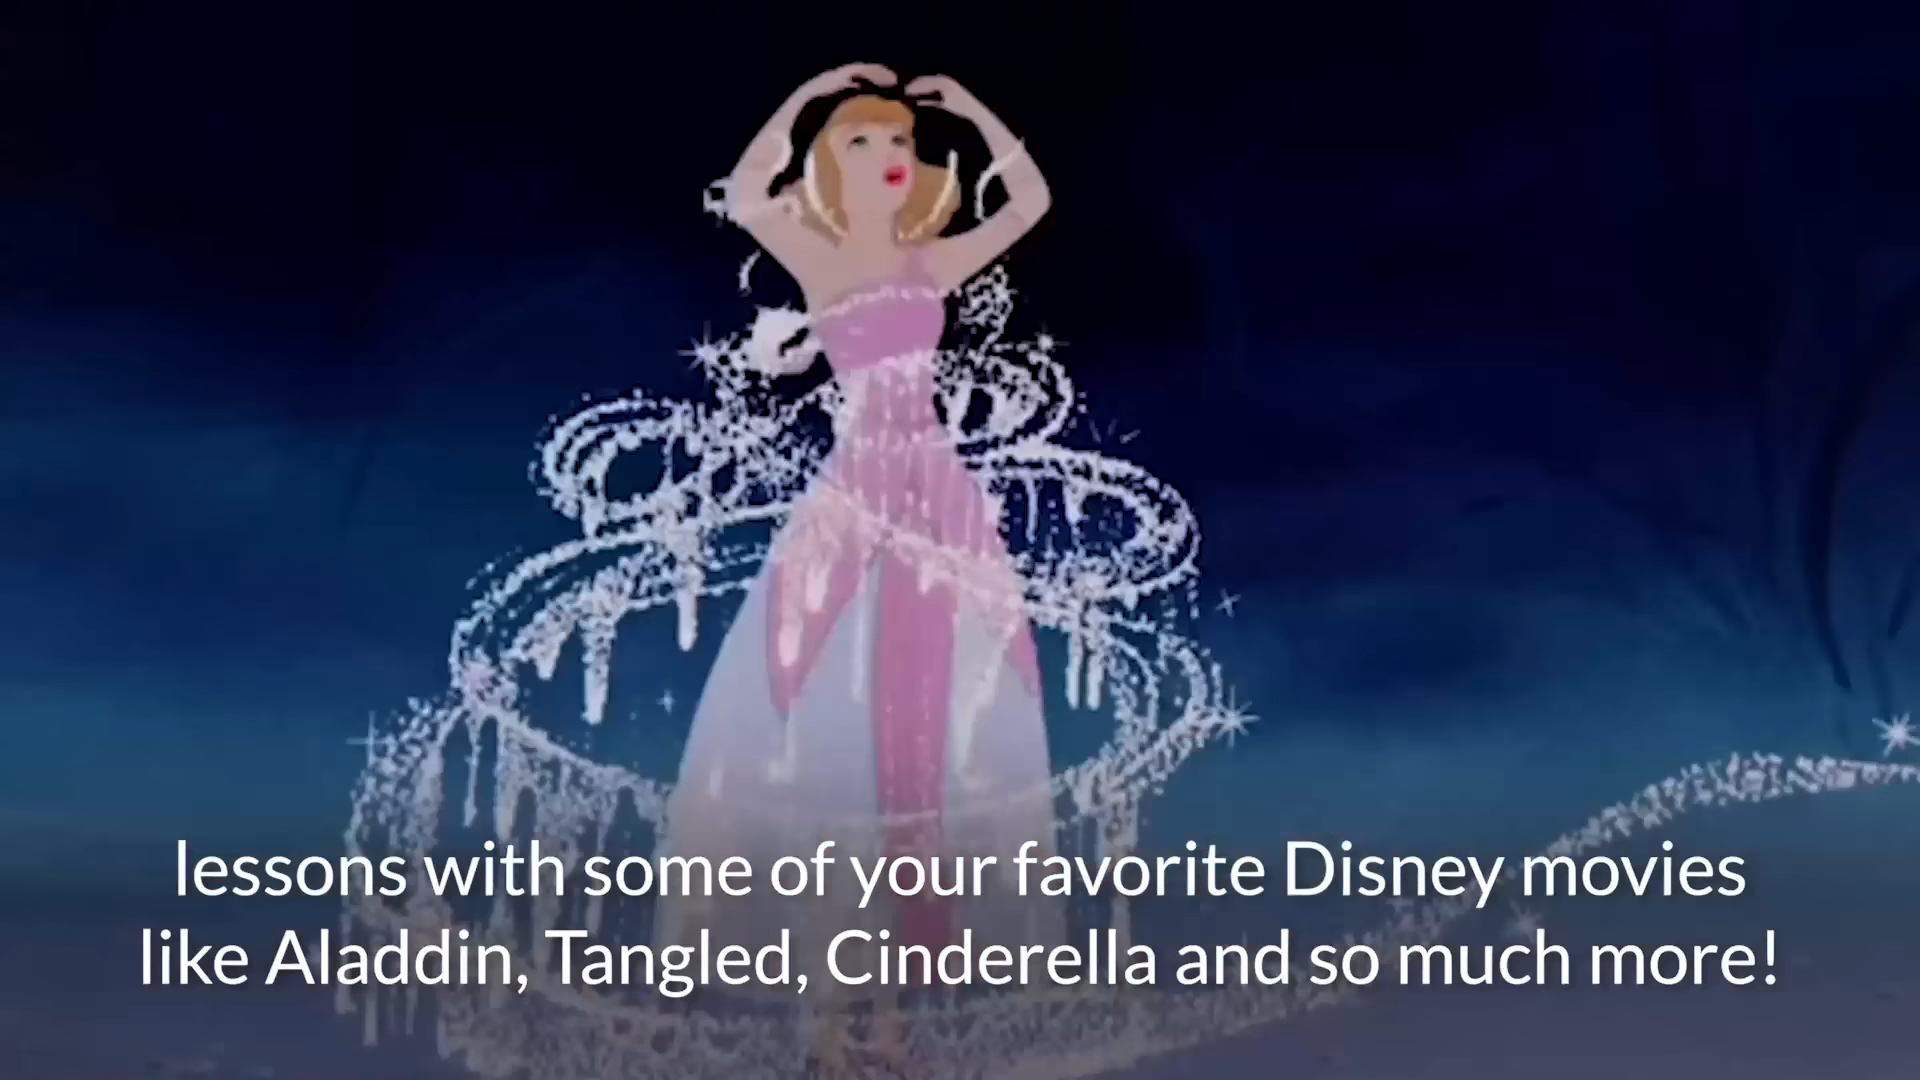 lessons with some of your favorite Disney movies
like Aladdin, Tangled, Cinderella and so much more!